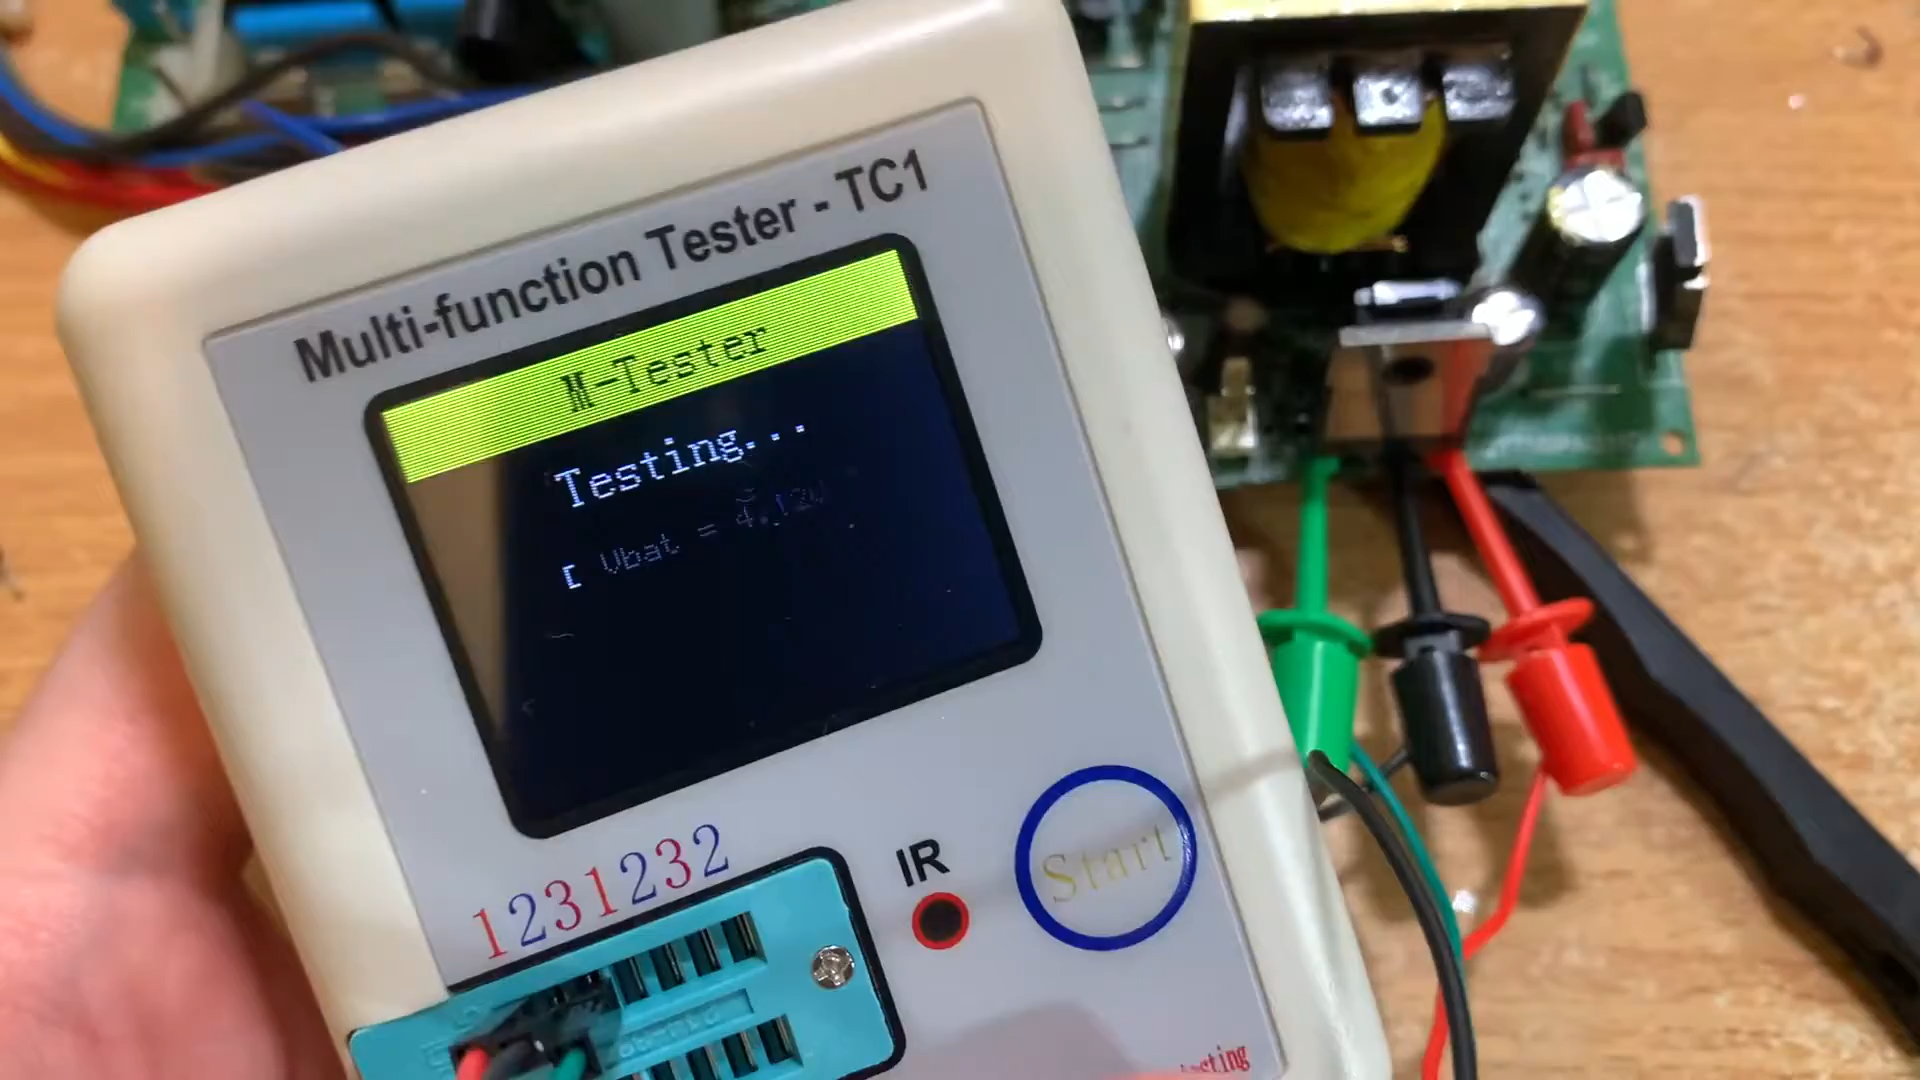 Multi-function Tester - TC1
M-Tester
Testing...
[ Vbat = 4.12V
1231232
IR
Start